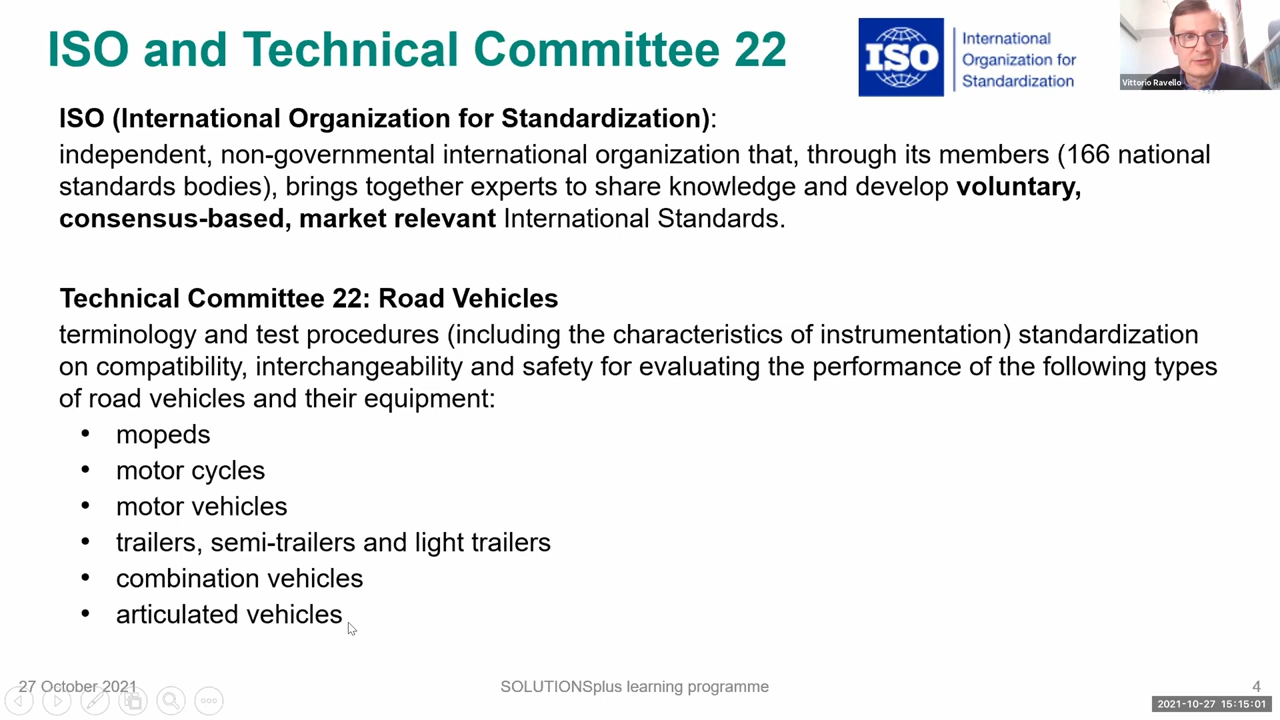 ISO and Technical Committee 22
ISO
International
Organization for
Standardization
Vittorio Ravello
ISO (International Organization for Standardization):
independent, non-governmental international organization that, through its members (166 national
standards bodies), brings together experts to share knowledge and develop voluntary,
consensus-based, market relevant International Standards.
Technical Committee 22: Road Vehicles
terminology and test procedures (including the characteristics of instrumentation) standardization
on compatibility, interchangeability and safety for evaluating the performance of the following types
of road vehicles and their equipment:
• mopeds
• motor cycles
• motor vehicles
• trailers, semi-trailers and light trailers
• combination vehicles
• articulated vehicles
27 October 2021
SOLUTIONSplus learning programme
4
2021-10-27 15:15:01